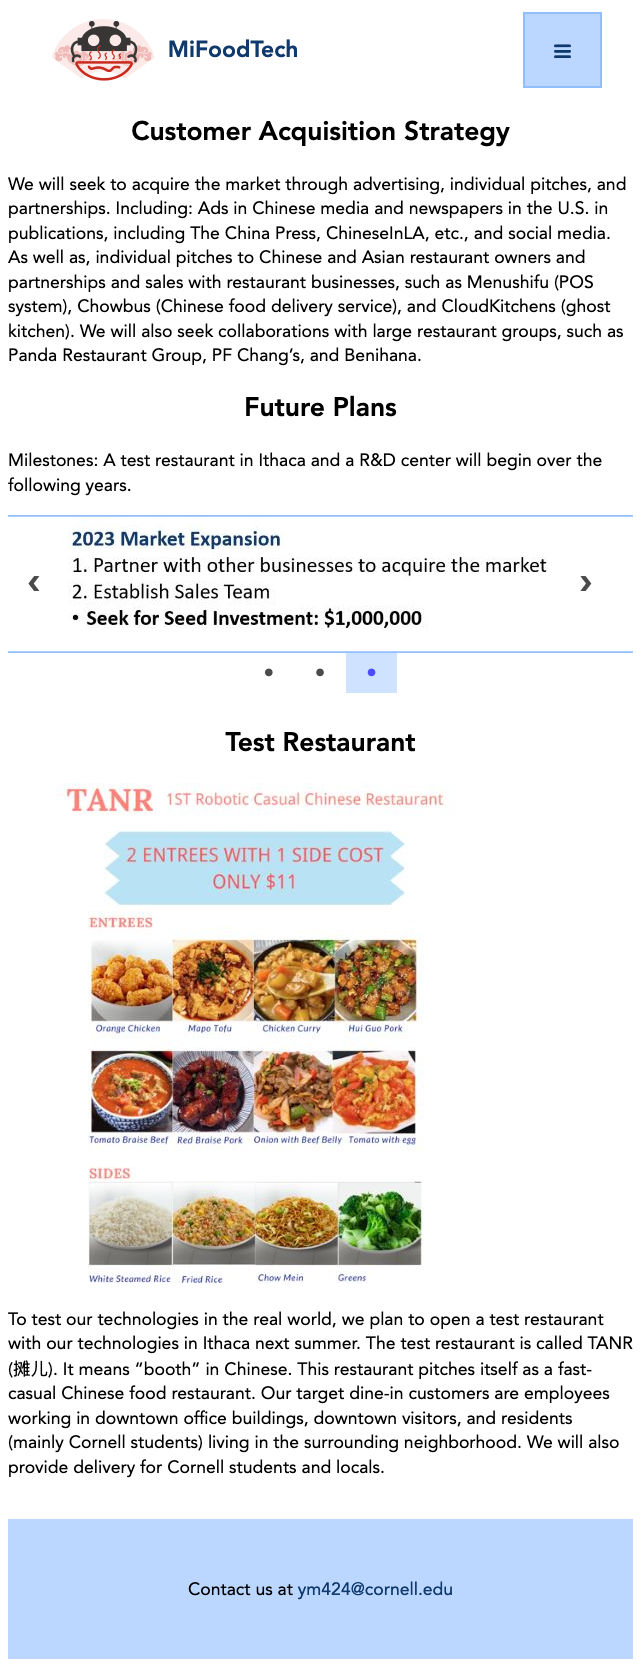 MiFoodTech
Customer Acquisition Strategy
We will seek to acquire the market through advertising, individual pitches, and
partnerships. Including: Ads in Chinese media and newspapers in the U.S. in
publications, including The China Press, ChineseInLA, etc., and social media.
As well as, individual pitches to Chinese and Asian restaurant owners and
partnerships and sales with restaurant businesses, such as Menushifu (POS
system), Chowbus (Chinese food delivery service), and CloudKitchens (ghost
kitchen). We will also seek collaborations with large restaurant groups, such as
Panda Restaurant Group, PF Chang’s, and Benihana.
Future Plans
Milestones: A test restaurant in Ithaca and a R&D center will begin over the
following years.
2023 Market Expansion
1. Partner with other businesses to acquire the market
2. Establish Sales Team
• Seek for Seed Investment: $1,000,000
Test Restaurant
TANR 1ST Robotic Casual Chinese Restaurant
2 ENTREES WITH 1 SIDE COST
ONLY $11
ENTREES
Orange Chicken Mapo Tofu Chicken Curry Hui Guo Pork
Tomato Braise Beef Red Braise Pork Onion with Beef Belly Tomato with egg
SIDES
White Steamed Rice Fried Rice Chow Mein Greens
To test our technologies in the real world, we plan to open a test restaurant
with our technologies in Ithaca next summer. The test restaurant is called TANR
(摊儿). It means “booth” in Chinese. This restaurant pitches itself as a fast-
casual Chinese food restaurant. Our target dine-in customers are employees
working in downtown office buildings, downtown visitors, and residents
(mainly Cornell students) living in the surrounding neighborhood. We will also
provide delivery for Cornell students and locals.
Contact us at ym424@cornell.edu